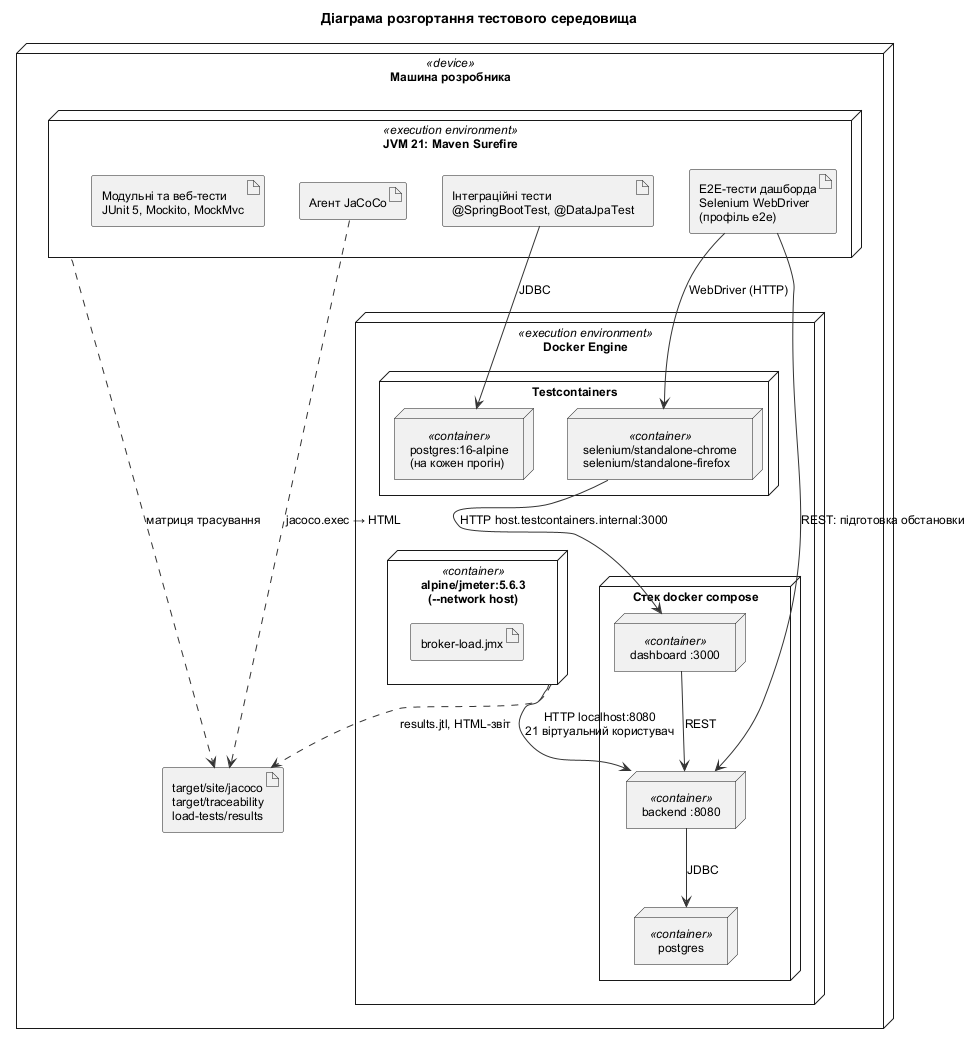 Діаграма розгортання тестового середовища
«device»
Машина розробника
«execution environment»
JVM 21: Maven Surefire
Модульні та веб-тести
JUnit 5, Mockito, MockMvc
Агент JaCoCo
Інтеграційні тести
@SpringBootTest, @DataJpaTest
E2E-тести дашборда
Selenium WebDriver
(профіль e2e)
JDBC
WebDriver (HTTP)
«execution environment»
Docker Engine
Testcontainers
«container»
postgres:16-alpine
(на кожен прогін)
«container»
selenium/standalone-chrome
selenium/standalone-firefox
матриця трасування
jacoco.exec → HTML
HTTP host.testcontainers.internal:3000
REST: підготовка обстановки
«container»
alpine/jmeter:5.6.3
(--network host)
broker-load.jmx
Стек docker compose
«container»
dashboard :3000
results.jtl, HTML-звіт
HTTP localhost:8080
21 віртуальний користувач
REST
target/site/jacoco
target/traceability
load-tests/results
«container»
backend :8080
JDBC
«container»
postgres